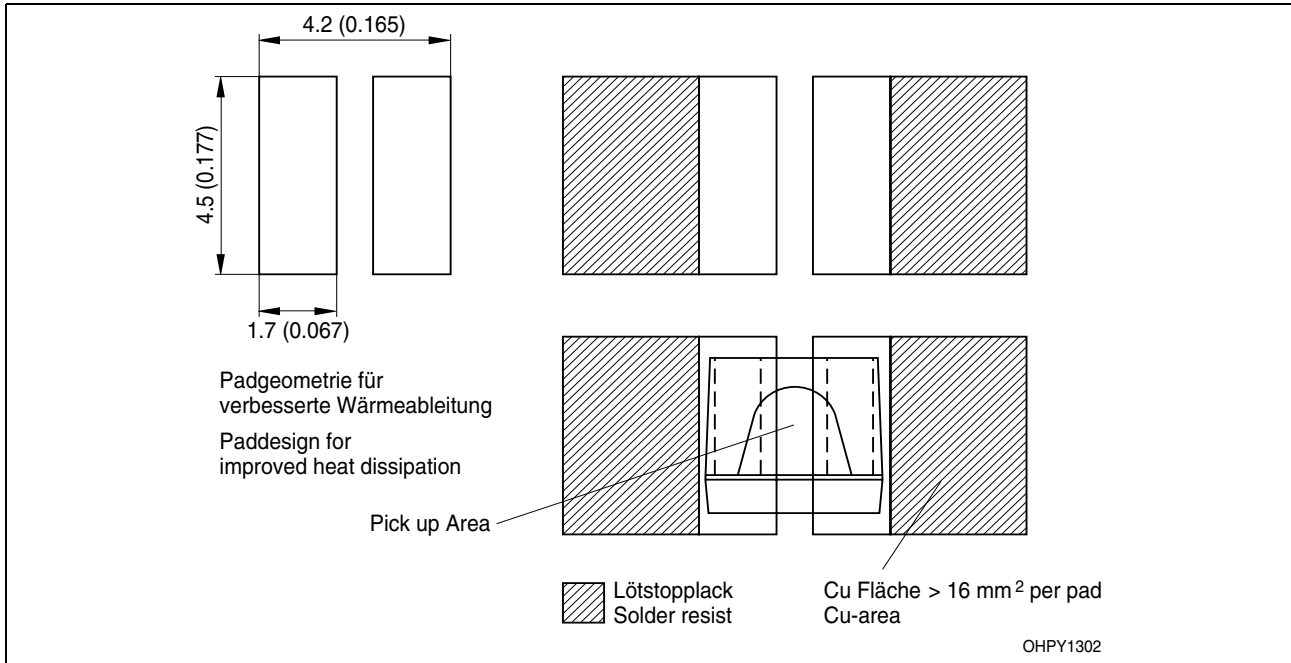 4.2 (0.165)
4.5 (0.177)
1.7 (0.067)
Padgeometrie für
verbesserte Wärmeableitung
Paddesign for
improved heat dissipation
Pick up Area
Lötstopplack
Solder resist
Cu Fläche > 16 mm² per pad
Cu-area
OHPY1302